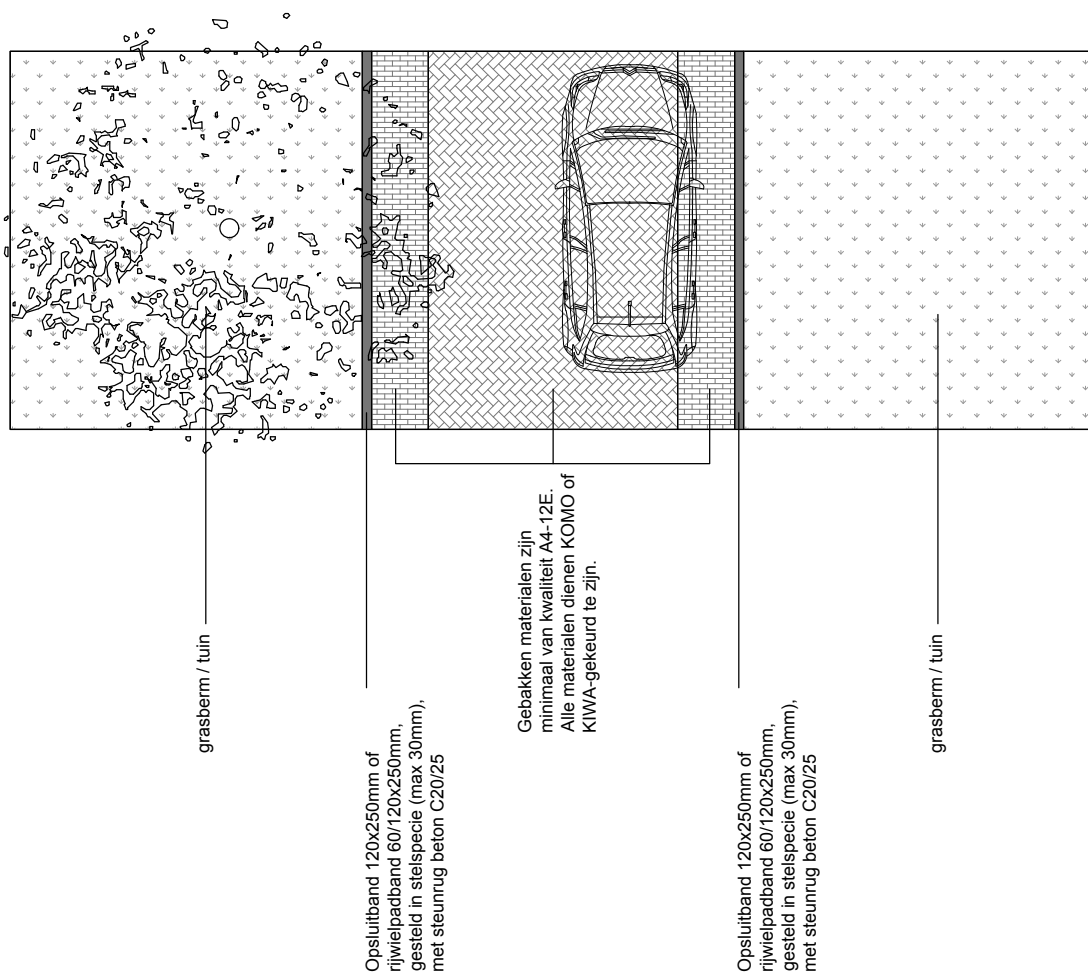 grasberm / tuin
Opsluitband 120x250mm of
rijwielpadband 60/120x250mm,
gesteld in stelspecie (max 30mm),
met steunrug beton C20/25
Gebakken materialen zijn
minimaal van kwaliteit A4-12E.
Alle materialen dienen KOMO of
KIWA-gekeurd te zijn.
Opsluitband 120x250mm of
rijwielpadband 60/120x250mm,
gesteld in stelspecie (max 30mm),
met steunrug beton C20/25
grasberm / tuin